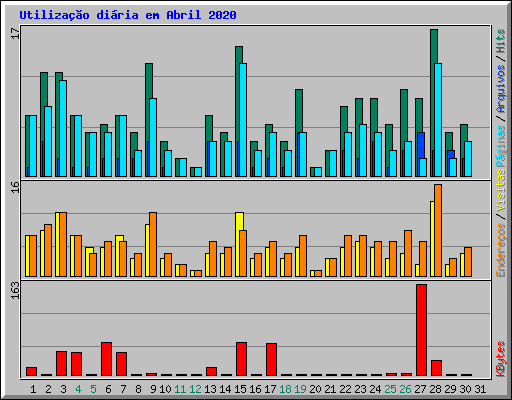 Utilização diária em Abril 2020
17
16
163
Endereços / Visitas Páginas / Arquivos / Hits
KBytes
1 2 3 4 5 6 7 8 9 10 11 12 13 14 15 16 17 18 19 20 21 22 23 24 25 26 27 28 29 30 31